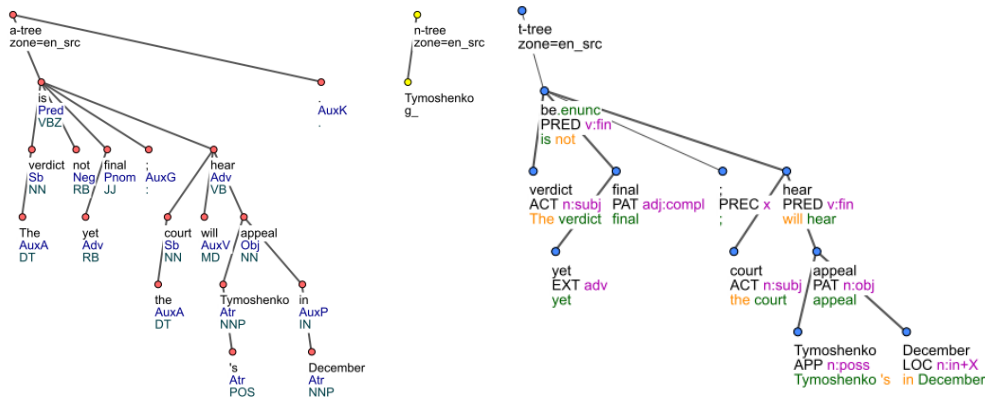 a-tree
zone=en_src
is
Pred
VBZ
.
AuxK
.
verdict
Sb
NN
not
Neg
RB
final
Pnom
JJ
;
AuxG
:
hear
Adv
VB
The
AuxA
DT
yet
Adv
RB
court
Sb
NN
will
AuxV
MD
appeal
Obj
NN
the
AuxA
DT
Tymoshenko
Atr
NNP
in
AuxP
IN
's
Atr
POS
December
Atr
NNP
n-tree
zone=en_src
Tymoshenko
g_
t-tree
zone=en_src
be.enunc
PRED v:fin
is not
verdict
ACT n:subj
The verdict
final
PAT adj:compl
final
;
PREC x
;
hear
PRED v:fin
will hear
yet
EXT adv
yet
court
ACT n:subj
the court
appeal
PAT n:obj
appeal
Tymoshenko
APP n:poss
Tymoshenko 's
December
LOC n:in+X
in December